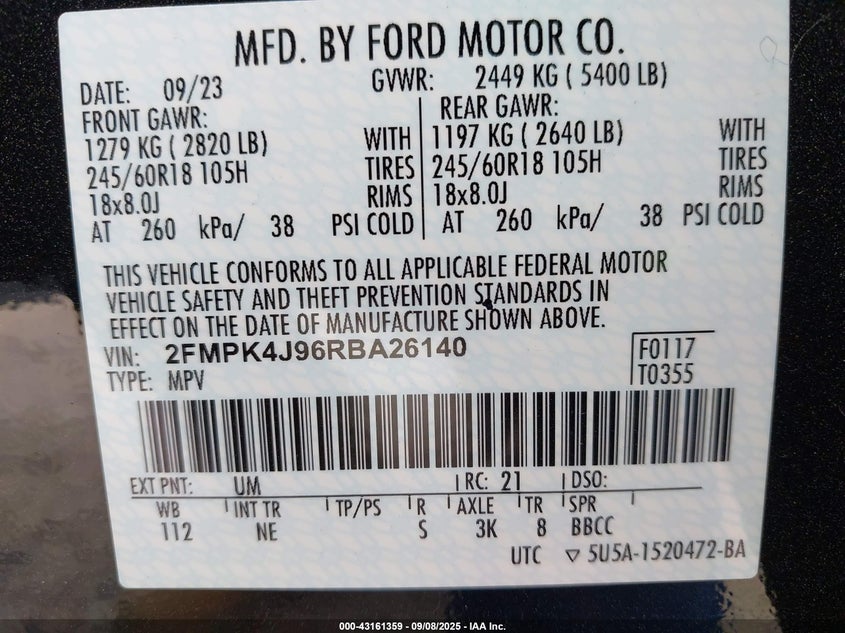 MFD. BY FORD MOTOR CO.
DATE: 09/23 GVWR: 2449 KG ( 5400 LB)
FRONT GAWR: REAR GAWR:
1279 KG ( 2820 LB) WITH 1197 KG ( 2640 LB) WITH
245/60R18 105H TIRES 245/60R18 105H TIRES
18x8.0J RIMS 18x8.0J RIMS
AT 260 kPa/ 38 PSI COLD AT 260 kPa/ 38 PSI COLD
THIS VEHICLE CONFORMS TO ALL APPLICABLE FEDERAL MOTOR
VEHICLE SAFETY AND THEFT PREVENTION STANDARDS IN
EFFECT ON THE DATE OF MANUFACTURE SHOWN ABOVE.
VIN: 2FMPK4J96RBA26140 F0117
TYPE: MPV T0355
EXT PNT: UM RC: 21 DSO:
WB INT TR TP/PS R AXLE TR SPR
112 NE S 3K 8 BBCC
UTC ▽ 5U5A-1520472-BA
000-43161359 - 09/08/2025 - IAA Inc.